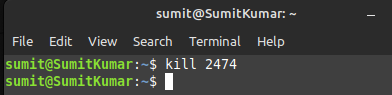 sumit@SumitKumar: ~
File Edit View Search Terminal Help
sumit@SumitKumar:~$ kill 2474
sumit@SumitKumar:~$